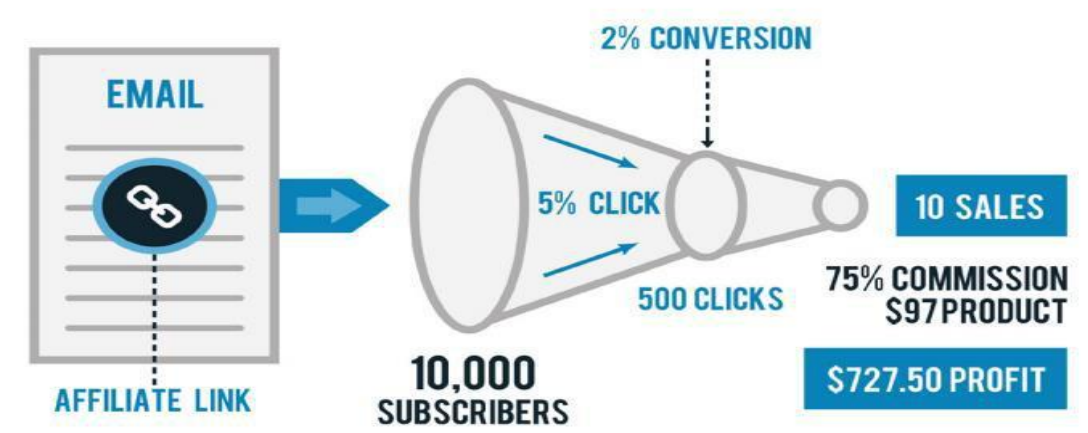 2% CONVERSION
EMAIL
5% CLICK
10 SALES
500 CLICKS
75% COMMISSION
$97PRODUCT
10,000
SUBSCRIBERS
$727.50 PROFIT
AFFILIATE LINK